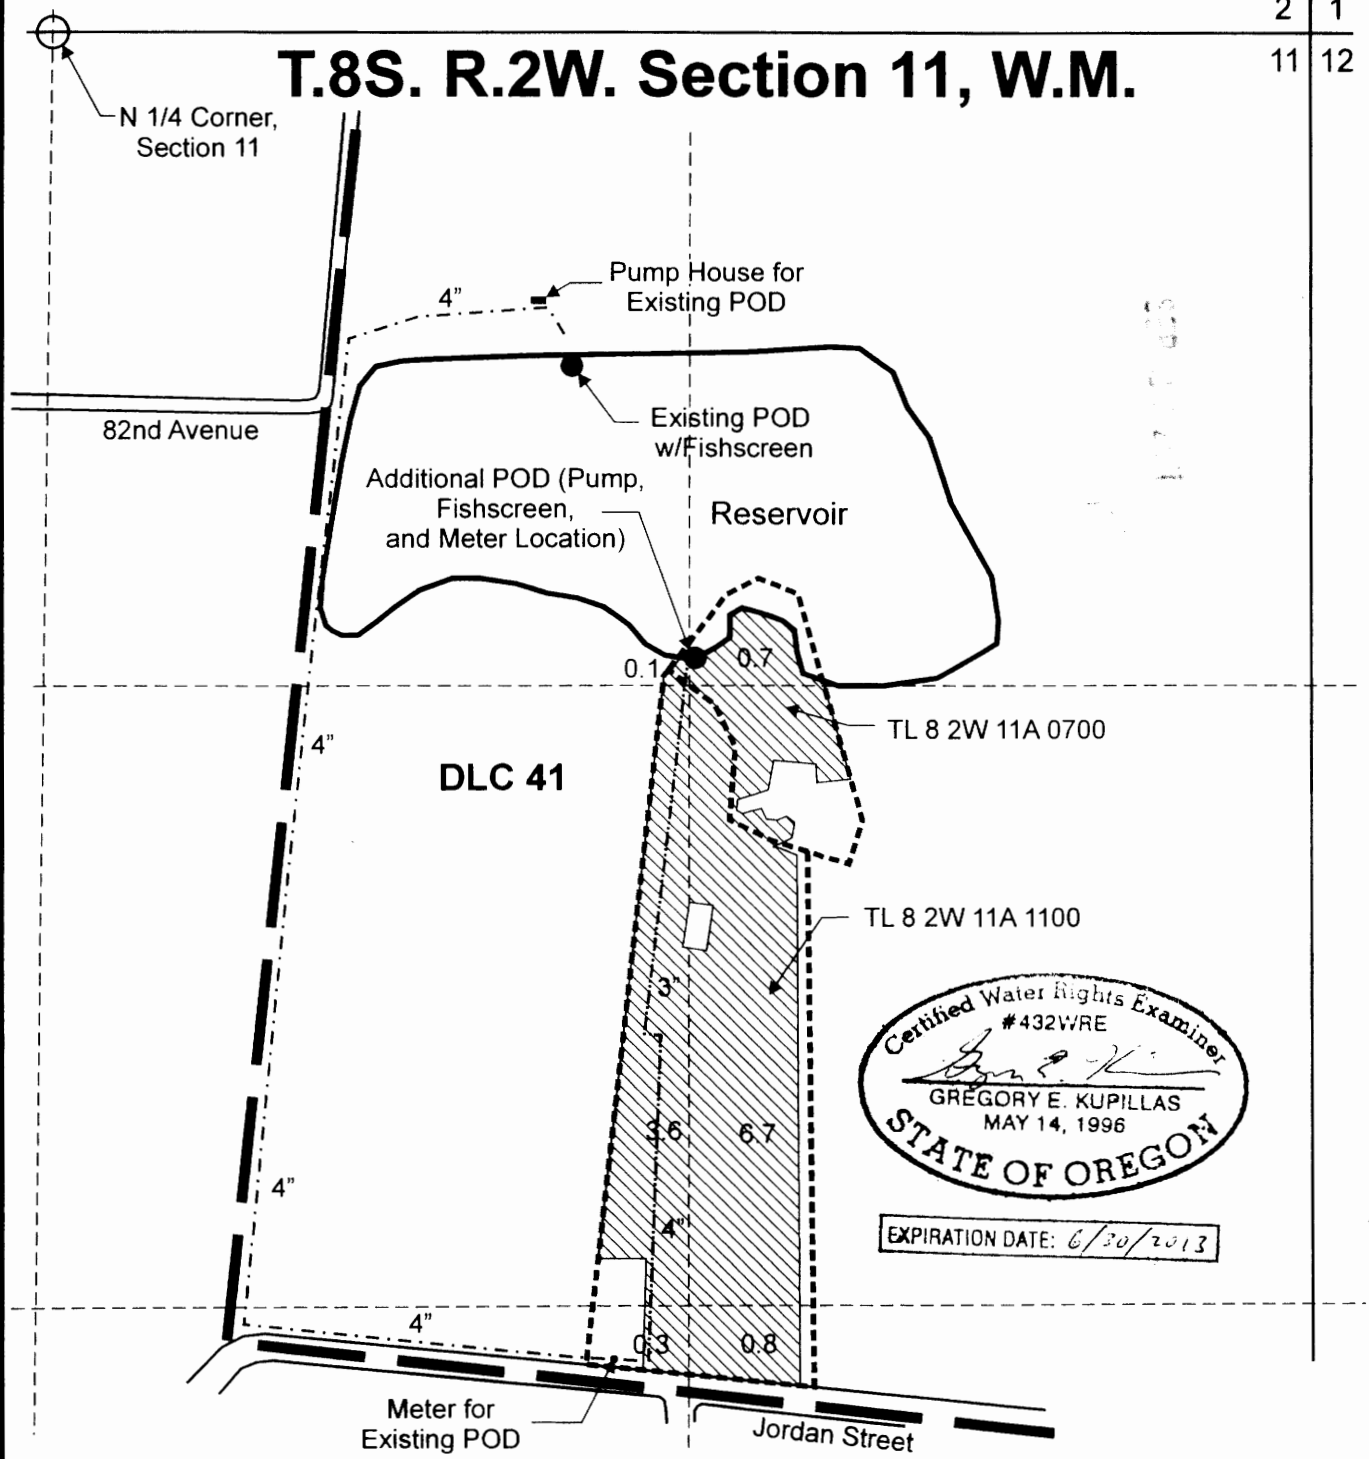 2 1
T.8S. R.2W. Section 11, W.M.
11 12
N 1/4 Corner,
Section 11
Pump House for
Existing POD
4”
82nd Avenue
Existing POD
w/Fishscreen
Additional POD (Pump,
Fishscreen,
and Meter Location)
Reservoir
0.1
0.7
TL 8 2W 11A 0700
4”
DLC 41
TL 8 2W 11A 1100
3”
Certified Water Rights Examiner
#432WRE
GREGORY E. KUPILLAS
MAY 14, 1996
STATE OF OREGON
3.6
6.7
4”
4”
EXPIRATION DATE: 6/30/2013
4”
0.3
0.8
Meter for
Existing POD
Jordan Street